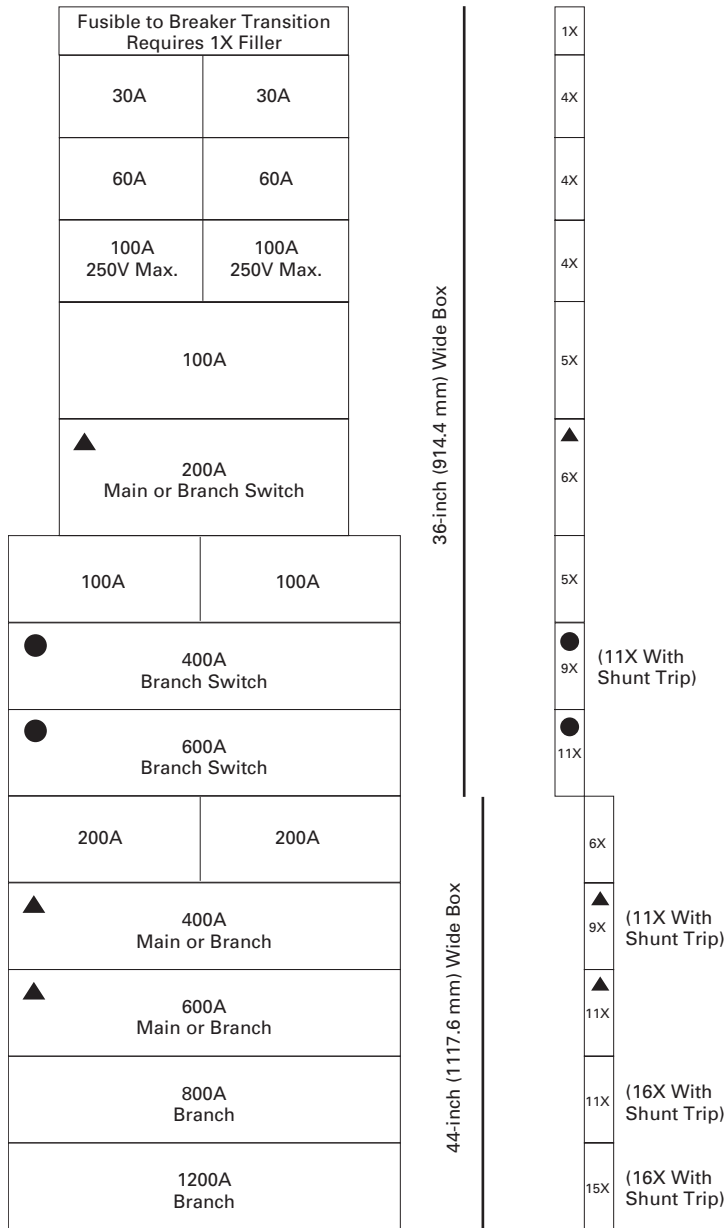 Fusible to Breaker Transition
Requires 1X Filler
1X
30A
30A
4X
60A
60A
4X
100A
250V Max.
100A
250V Max.
4X
100A
5X
200A
Main or Branch Switch
6X
100A
100A
5X
400A
Branch Switch
9X
(11X With
Shunt Trip)
600A
Branch Switch
11X
36-inch (914.4 mm) Wide Box
200A
200A
6X
400A
Main or Branch
9X
(11X With
Shunt Trip)
600A
Main or Branch
11X
800A
Branch
11X
(16X With
Shunt Trip)
1200A
Branch
15X
(16X With
Shunt Trip)
44-inch (1117.6 mm) Wide Box